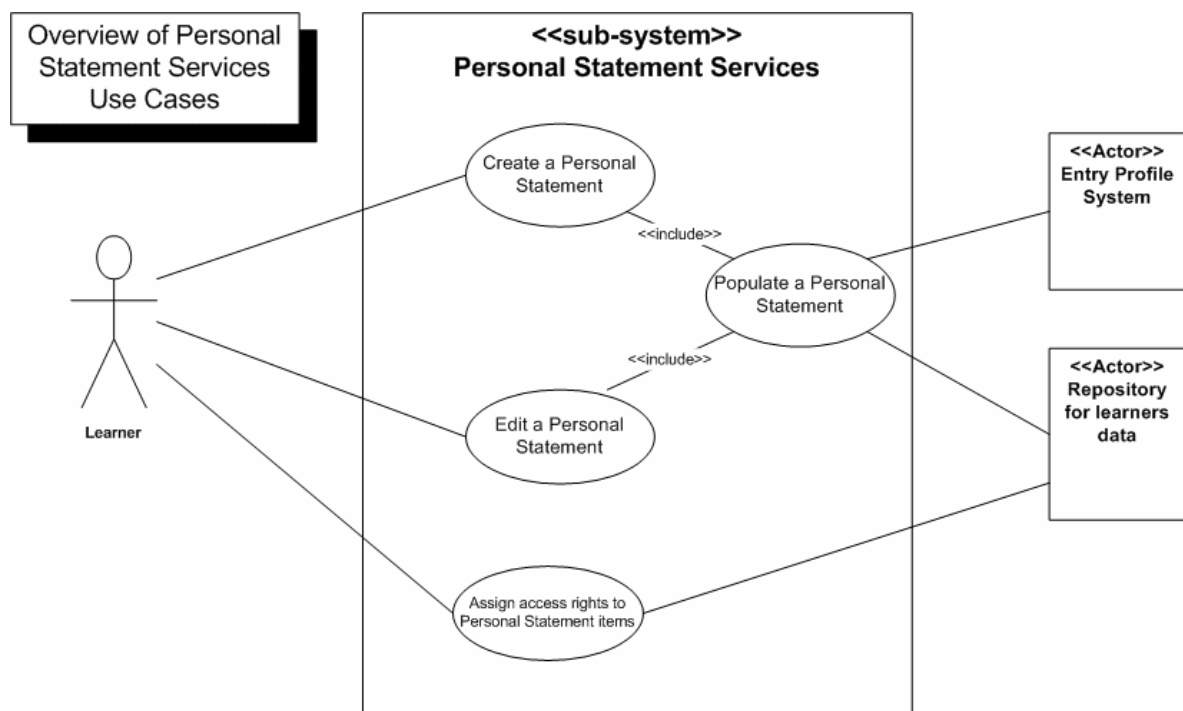 Overview of Personal
Statement Services
Use Cases
<<sub-system>>
Personal Statement Services
Create a Personal
Statement
<<include>>
Populate a Personal
Statement
<<include>>
Edit a Personal
Statement
Assign access rights to
Personal Statement items
Learner
<<Actor>>
Entry Profile
System
<<Actor>>
Repository
for learners
data